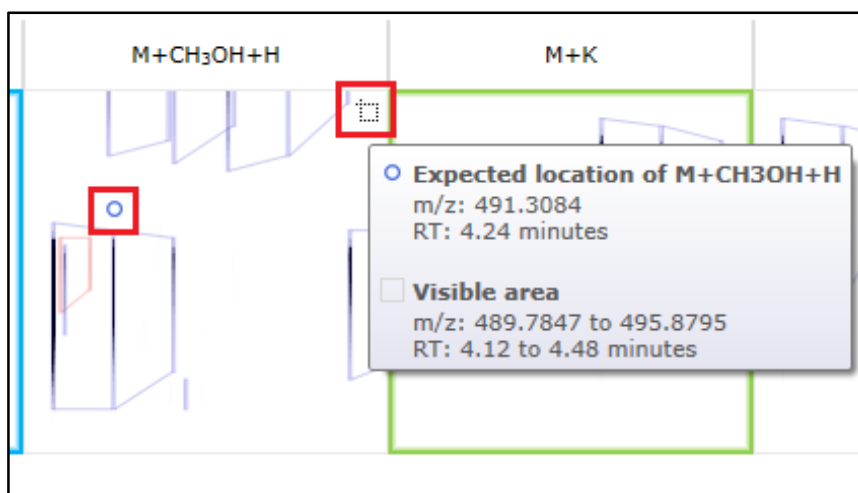 M+CH₃OH+H
M+K
Expected location of M+CH3OH+H
m/z: 491.3084
RT: 4.24 minutes
Visible area
m/z: 489.7847 to 495.8795
RT: 4.12 to 4.48 minutes